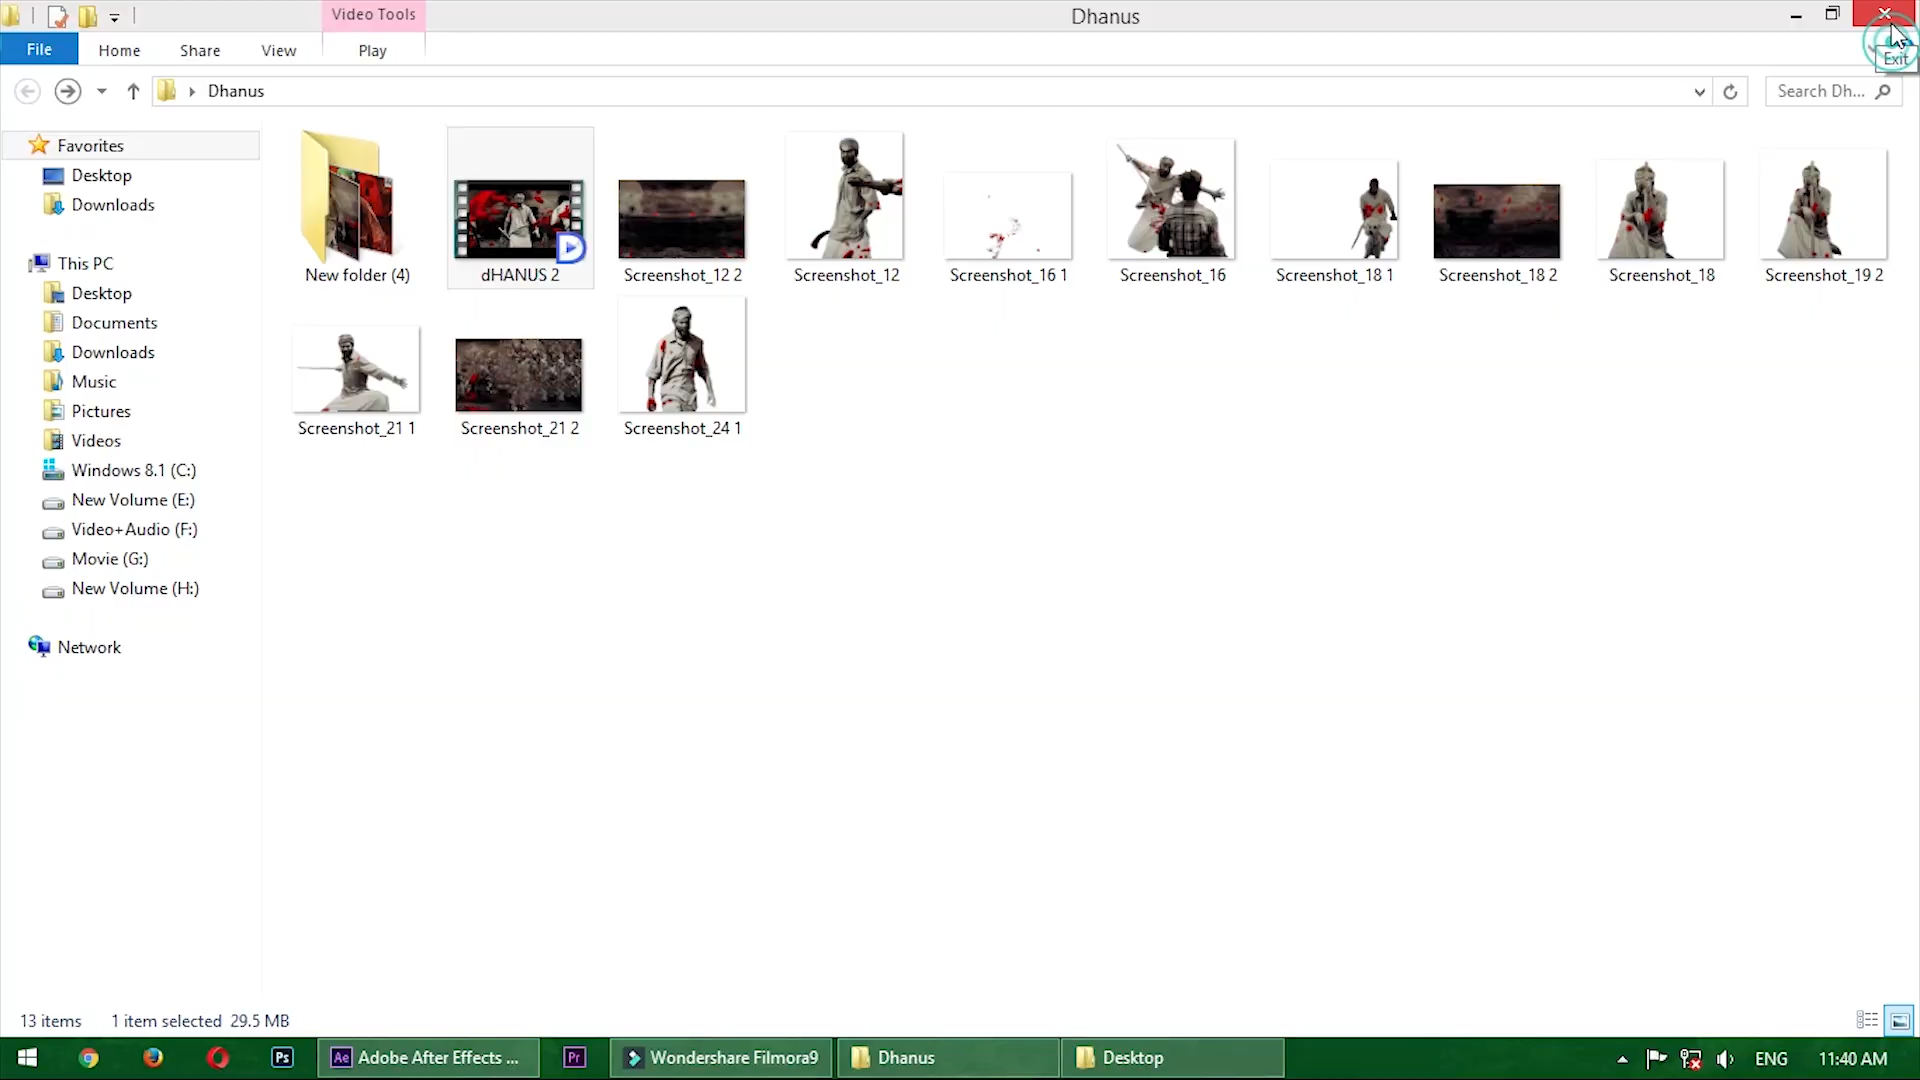 Video Tools
Dhanus
File
Home
Share
View
Play
Exit
Dhanus
Search Dh...
Favorites
Desktop
Downloads
This PC
Desktop
Documents
Downloads
Music
Pictures
Videos
Windows 8.1 (C:)
New Volume (E:)
Video+Audio (F:)
Movie (G:)
New Volume (H:)
Network
New folder (4)
dHANUS 2
Screenshot_12 2
Screenshot_12
Screenshot_16 1
Screenshot_16
Screenshot_18 1
Screenshot_18 2
Screenshot_18
Screenshot_19 2
Screenshot_21 1
Screenshot_21 2
Screenshot_24 1
13 items
1 item selected 29.5 MB
Ps
Ae
Adobe After Effects ...
Pr
Wondershare Filmora9
Dhanus
Desktop
ENG
11:40 AM